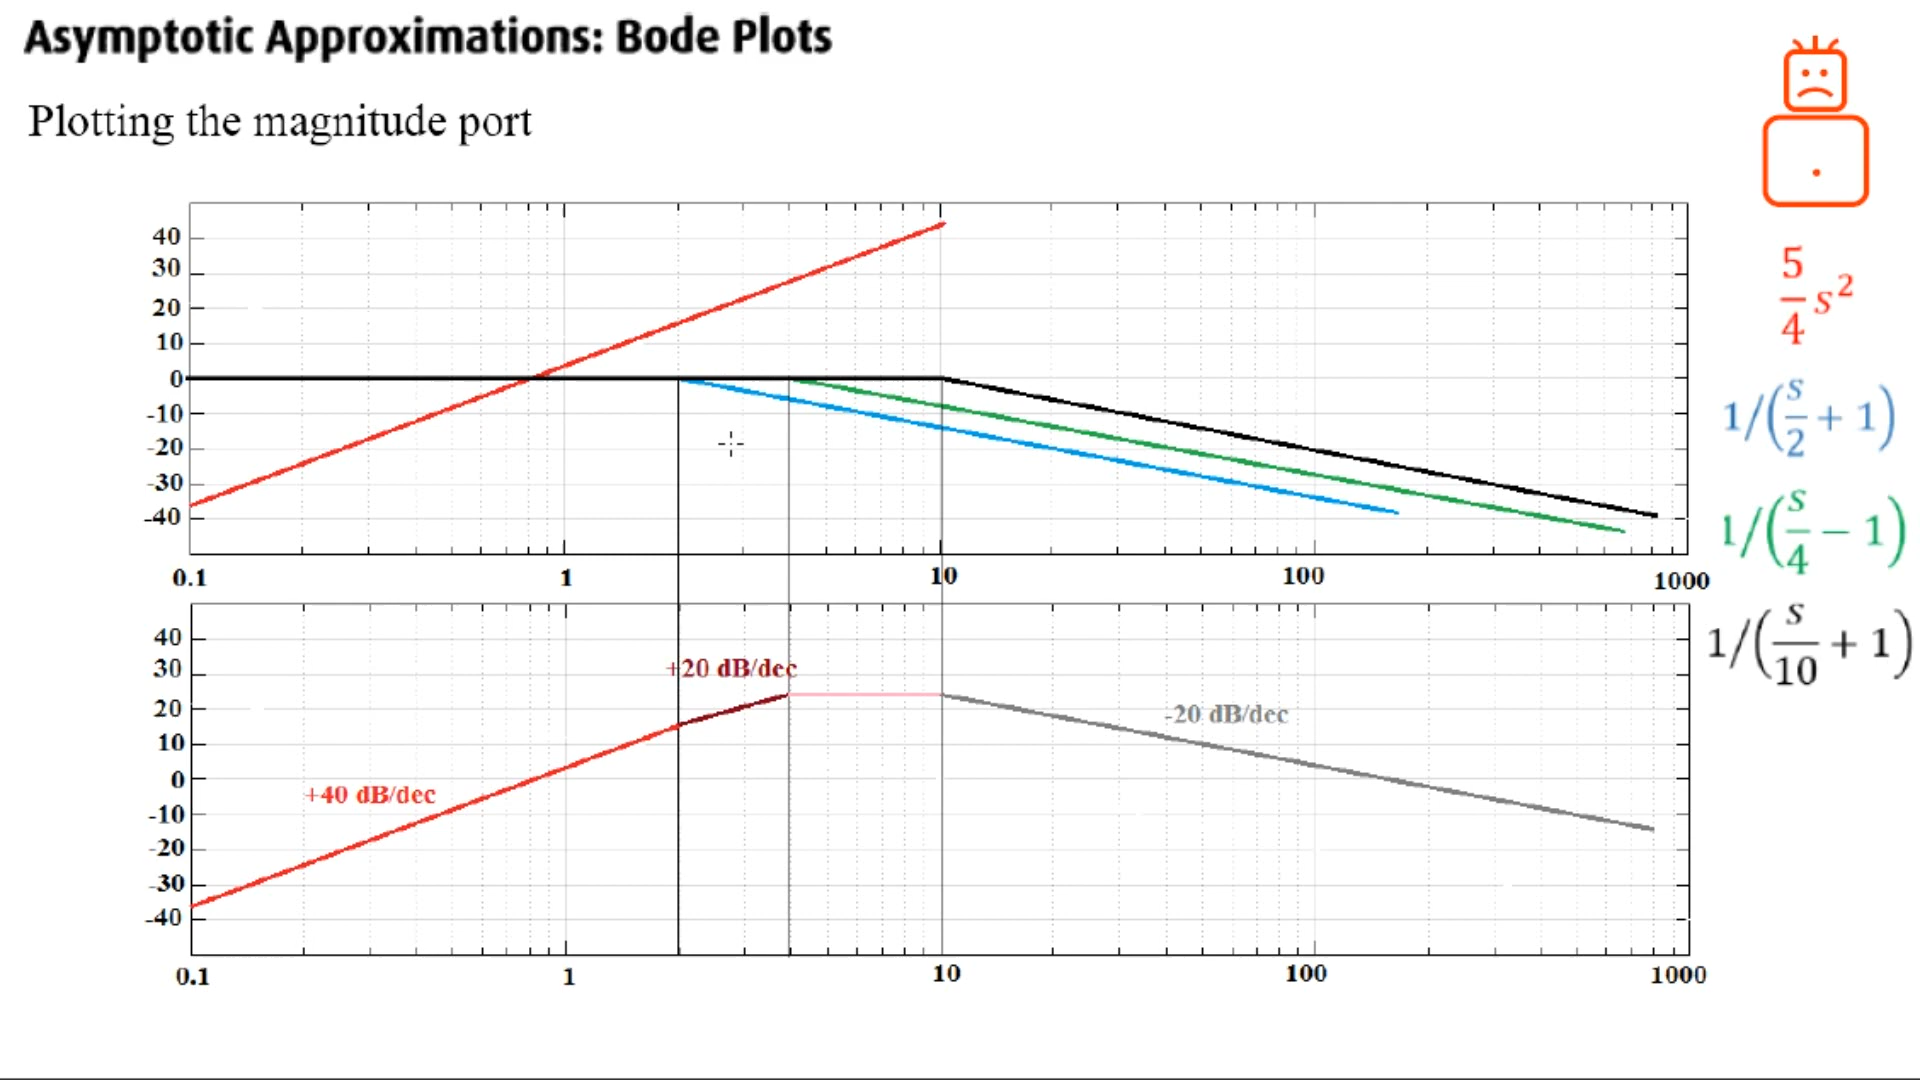 Asymptotic Approximations: Bode Plots
Plotting the magnitude port
40
30
20
10
0
-10
-20
-30
-40
0.1 1 10 100 1000
5/4 s²
1/(s/2 + 1)
1/(s/4 − 1)
1/(s/10 + 1)
40
30
20
10
0
-10
-20
-30
-40
+40 dB/dec
+20 dB/dec
-20 dB/dec
0.1 1 10 100 1000